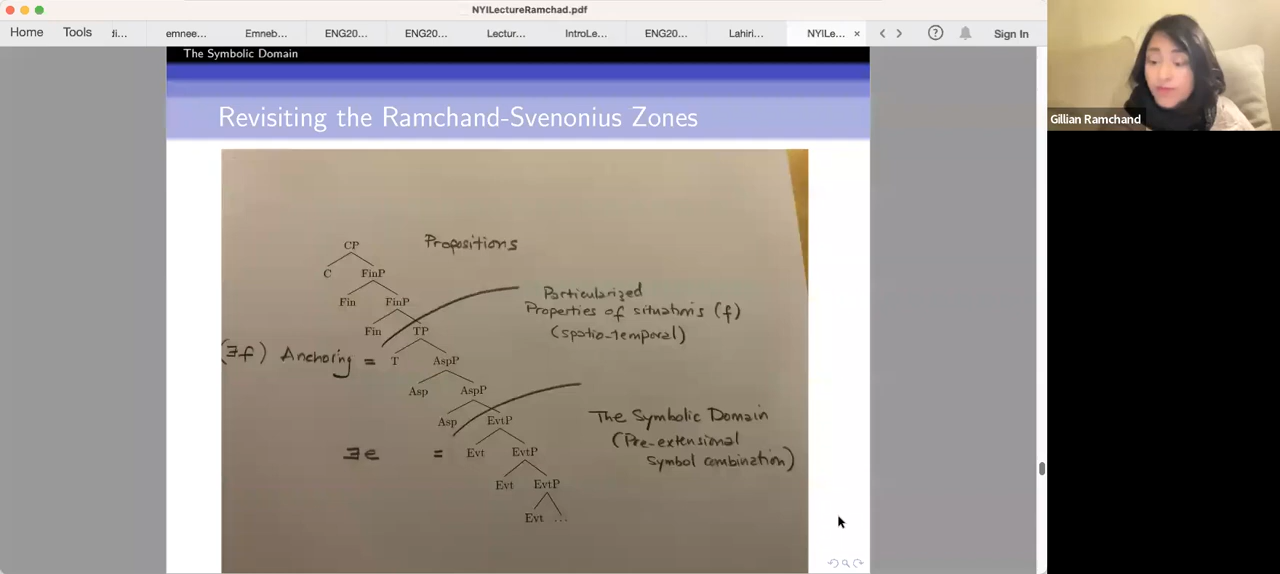 NYILectureRamchad.pdf
Home Tools di... emnee... Emneb... ENG20... ENG20... Lectur... IntroLe... ENG20... Lahiri... NYILe... × ? Sign In
The Symbolic Domain
Revisiting the Ramchand-Svenonius Zones
Gillian Ramchand
CP Propositions
C FinP
Fin FinP
Particularized
Properties of situations (f)
(spatio-temporal)
Fin TP
(∃f) Anchoring = T AspP
Asp AspP
Asp EvtP
The Symbolic Domain
(Pre-extensional
Symbol combination)
∃e = Evt EvtP
Evt EvtP
Evt ...